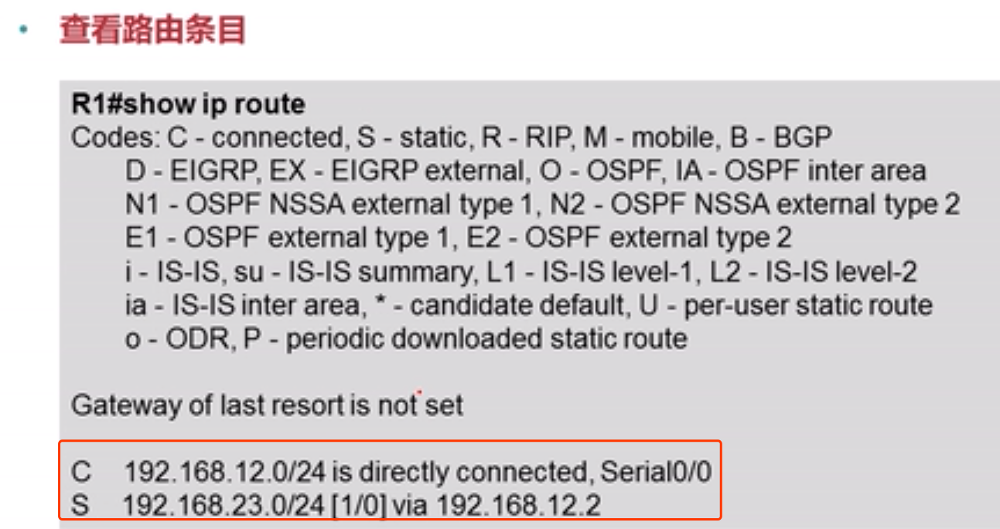 查看路由条目
R1#show ip route
Codes: C - connected, S - static, R - RIP, M - mobile, B - BGP
D - EIGRP, EX - EIGRP external, O - OSPF, IA - OSPF inter area
N1 - OSPF NSSA external type 1, N2 - OSPF NSSA external type 2
E1 - OSPF external type 1, E2 - OSPF external type 2
i - IS-IS, su - IS-IS summary, L1 - IS-IS level-1, L2 - IS-IS level-2
ia - IS-IS inter area, * - candidate default, U - per-user static route
o - ODR, P - periodic downloaded static route
Gateway of last resort is not set
C 192.168.12.0/24 is directly connected, Serial0/0
S 192.168.23.0/24 [1/0] via 192.168.12.2